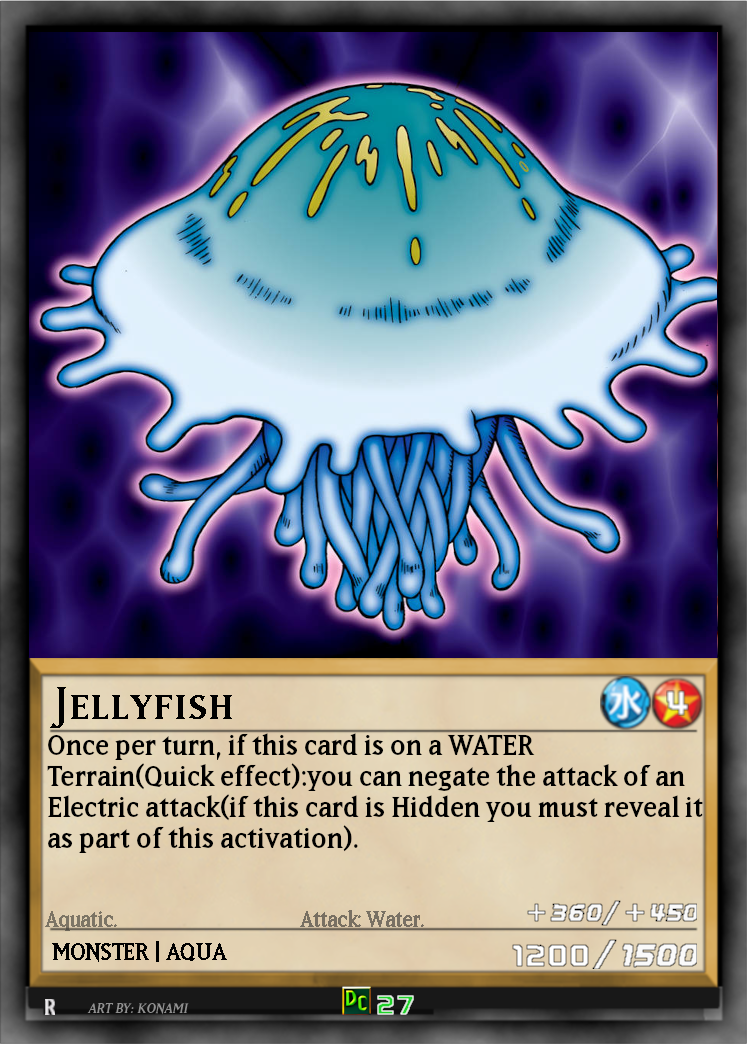 Jellyfish 水 4
Once per turn, if this card is on a WATER
Terrain(Quick effect):you can negate the attack of an
Electric attack(if this card is Hidden you must reveal it
as part of this activation).
Aquatic. Attack: Water. +360/+450
MONSTER | AQUA 1200/1500
R ART BY: KONAMI DC 27